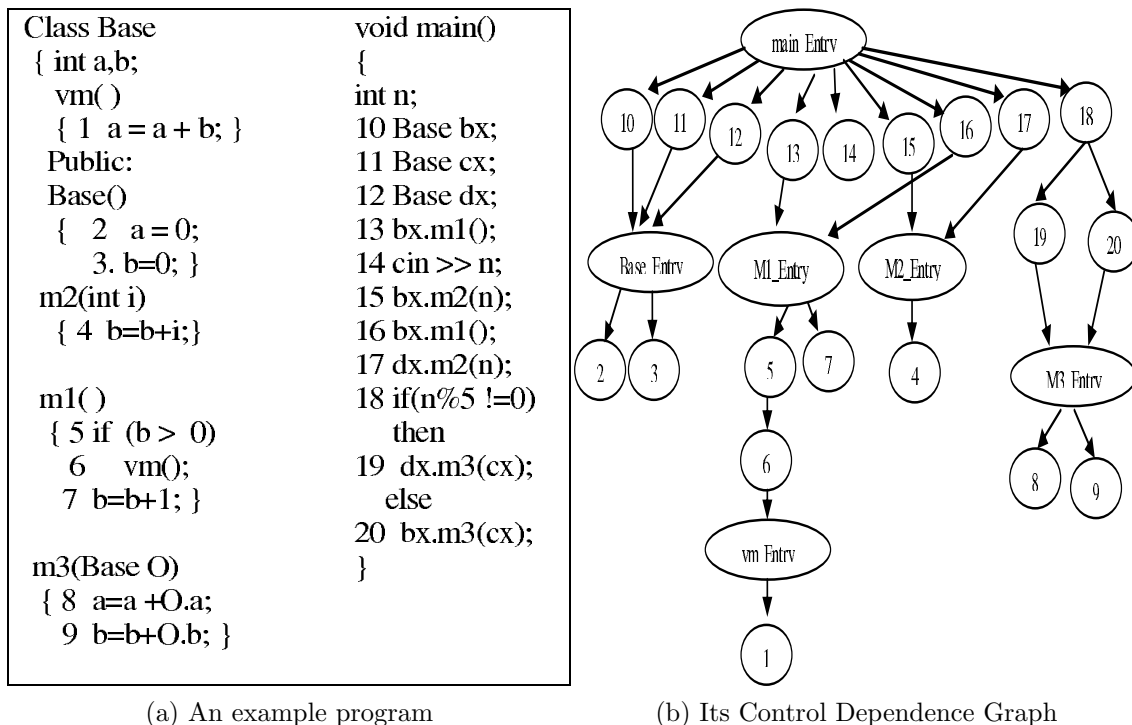 Class Base
{ int a,b;
vm( )
{ 1 a = a + b; }
Public:
Base()
{ 2 a = 0;
3. b=0; }
m2(int i)
{ 4 b=b+i;}
m1( )
{ 5 if (b > 0)
6 vm();
7 b=b+1; }
m3(Base O)
{ 8 a=a +O.a;
9 b=b+O.b; }
void main()
{
int n;
10 Base bx;
11 Base cx;
12 Base dx;
13 bx.m1();
14 cin >> n;
15 bx.m2(n);
16 bx.m1();
17 dx.m2(n);
18 if(n%5 !=0)
then
19 dx.m3(cx);
else
20 bx.m3(cx);
}
main Entry
10
11
12
13
14
15
16
17
18
19
20
Base Entry
M1_Entry
M2_Entry
2
3
5
7
4
M3 Entry
6
8
9
vm Entry
1
(a) An example program
(b) Its Control Dependence Graph